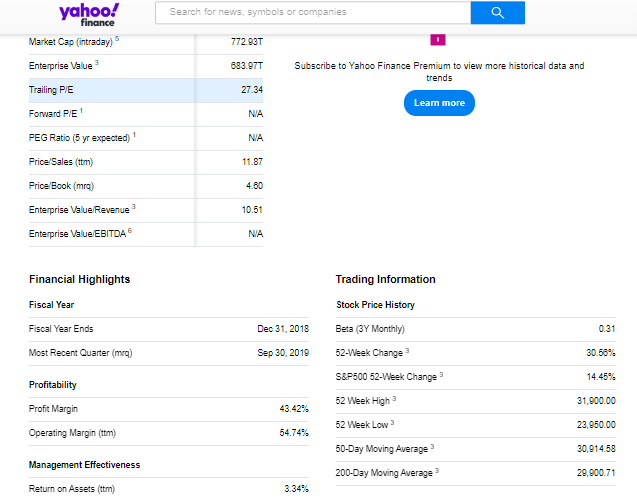 yahoo!
finance
Search for news, symbols or companies
Market Cap (intraday) 5 772.93T
Enterprise Value 3 683.97T
Trailing P/E 27.34
Forward P/E 1 N/A
PEG Ratio (5 yr expected) 1 N/A
Price/Sales (ttm) 11.87
Price/Book (mrq) 4.60
Enterprise Value/Revenue 3 10.51
Enterprise Value/EBITDA 6 N/A
Subscribe to Yahoo Finance Premium to view more historical data and
trends
Learn more
Financial Highlights
Fiscal Year
Fiscal Year Ends Dec 31, 2018
Most Recent Quarter (mrq) Sep 30, 2019
Profitability
Profit Margin 43.42%
Operating Margin (ttm) 54.74%
Management Effectiveness
Return on Assets (ttm) 3.34%
Trading Information
Stock Price History
Beta (3Y Monthly) 0.31
52-Week Change 3 30.56%
S&P500 52-Week Change 3 14.45%
52 Week High 3 31,900.00
52 Week Low 3 23,950.00
50-Day Moving Average 3 30,914.58
200-Day Moving Average 3 29,900.71